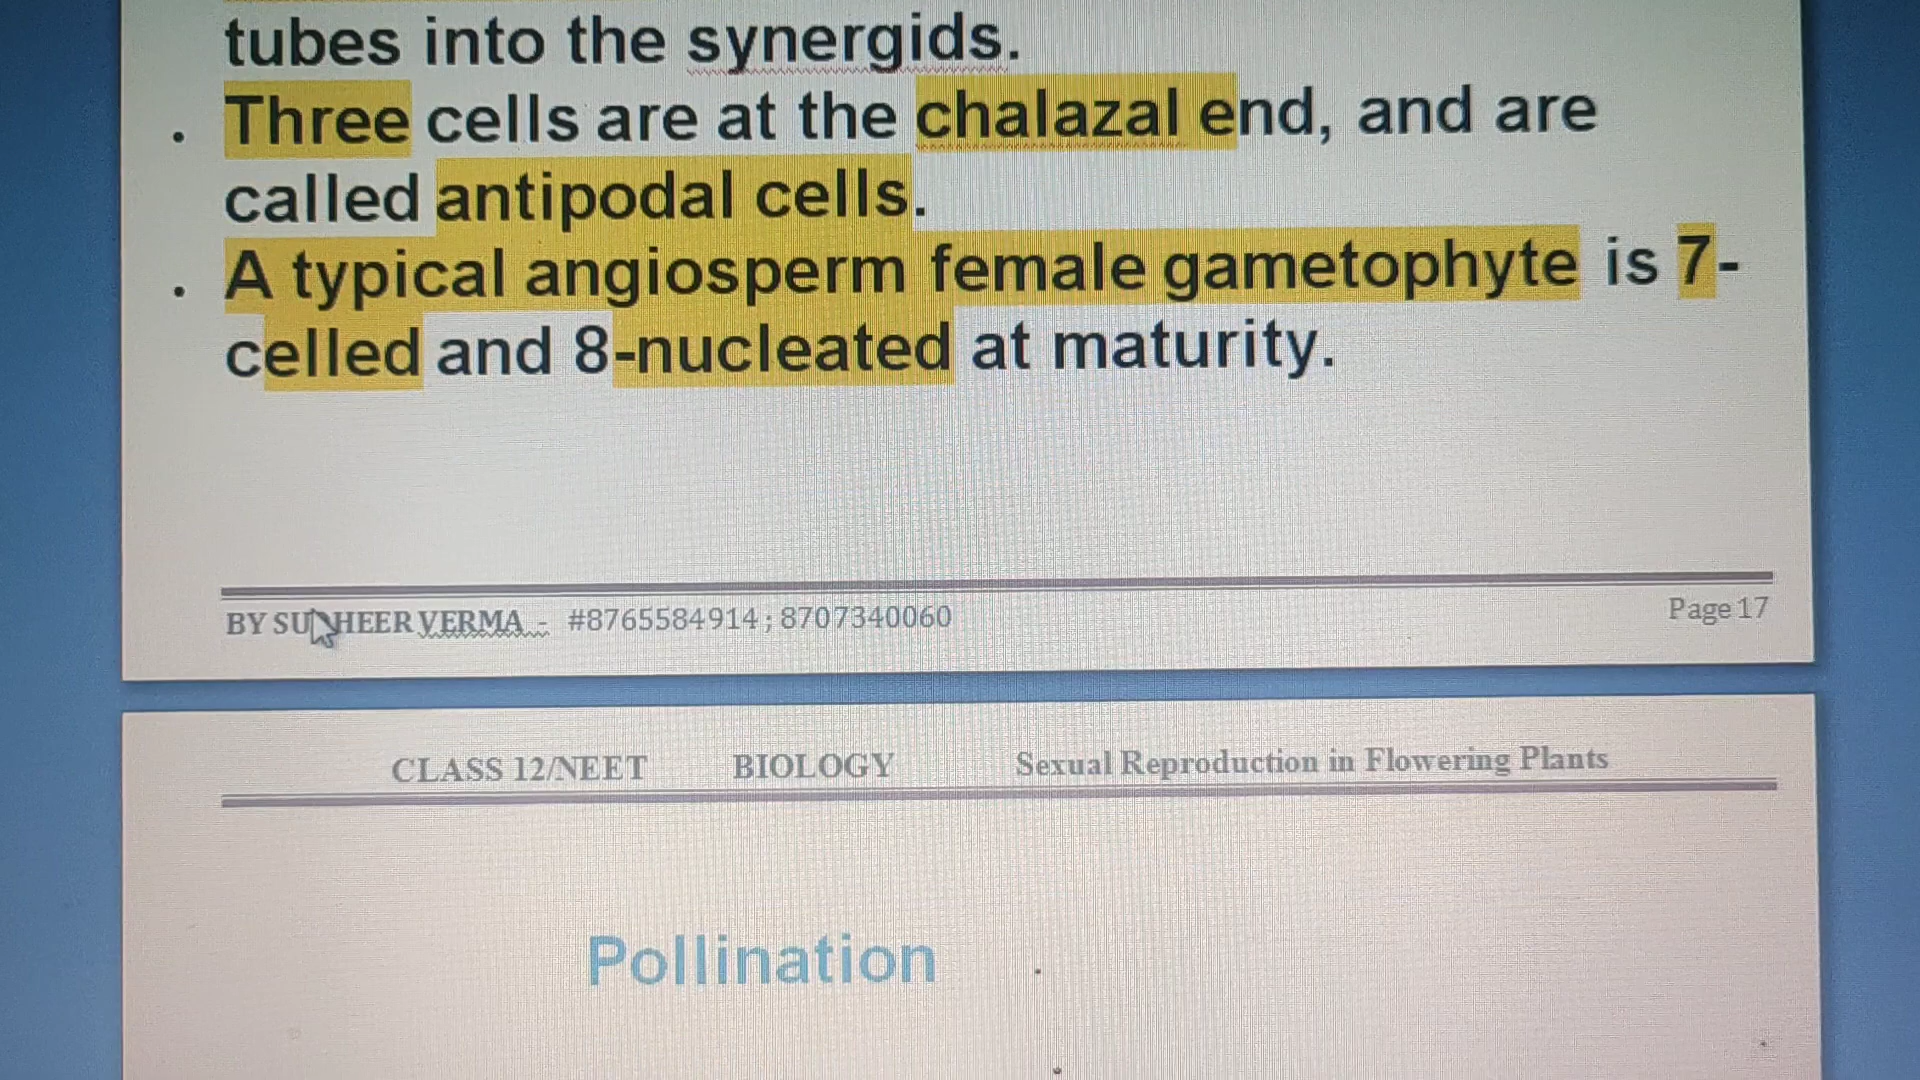 tubes into the synergids.
. Three cells are at the chalazal end, and are
called antipodal cells.
. A typical angiosperm female gametophyte is 7-
celled and 8-nucleated at maturity.
BY SUDHEER VERMA - #8765584914; 8707340060 Page 17
CLASS 12/NEET BIOLOGY Sexual Reproduction in Flowering Plants
Pollination